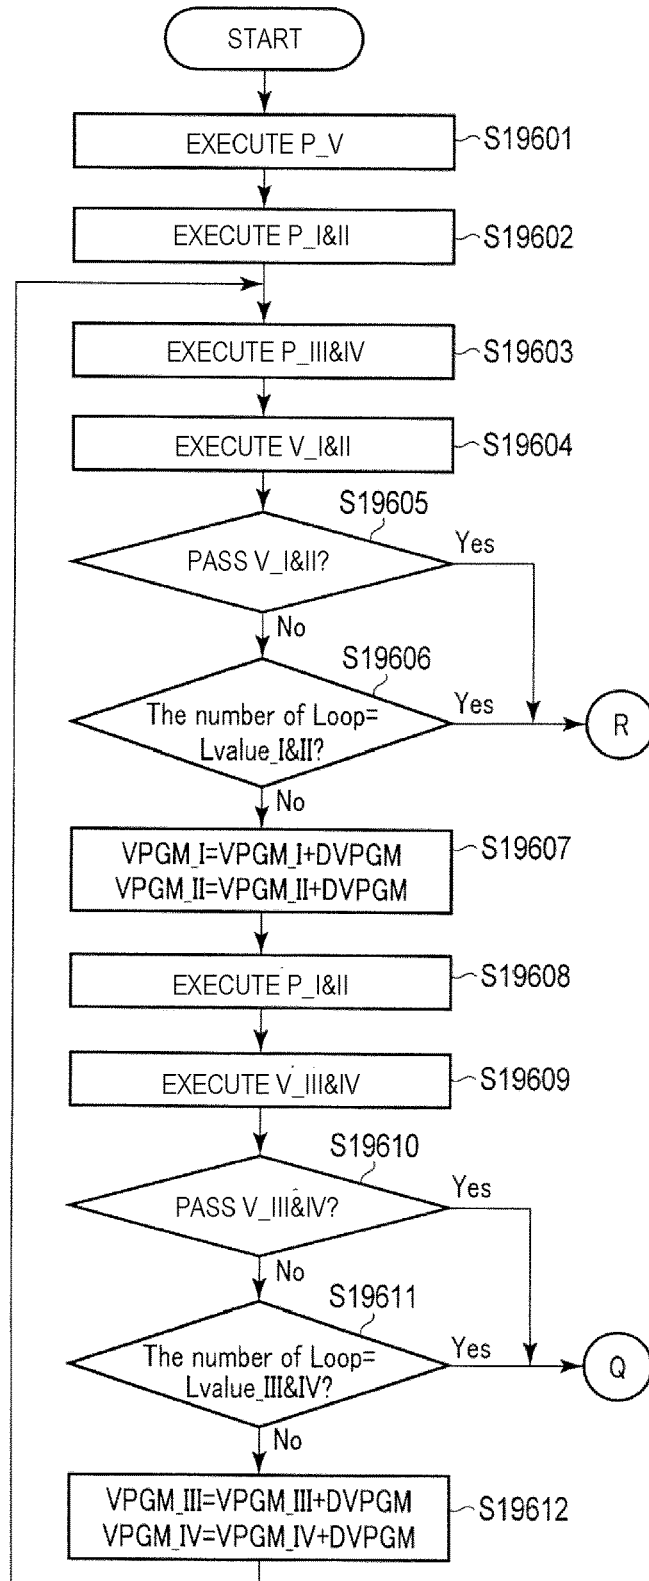 START
EXECUTE P_V
S19601
EXECUTE P_I&II
S19602
EXECUTE P_III&IV
S19603
EXECUTE V_I&II
S19604
S19605
PASS V_I&II?
Yes
No
S19606
The number of Loop=
Lvalue_I&II?
Yes
R
No
VPGM_I=VPGM_I+DVPGM
VPGM_II=VPGM_II+DVPGM
S19607
EXECUTE P_I&II
S19608
EXECUTE V_III&IV
S19609
S19610
PASS V_III&IV?
Yes
No
S19611
The number of Loop=
Lvalue_III&IV?
Yes
Q
No
VPGM_III=VPGM_III+DVPGM
VPGM_IV=VPGM_IV+DVPGM
S19612